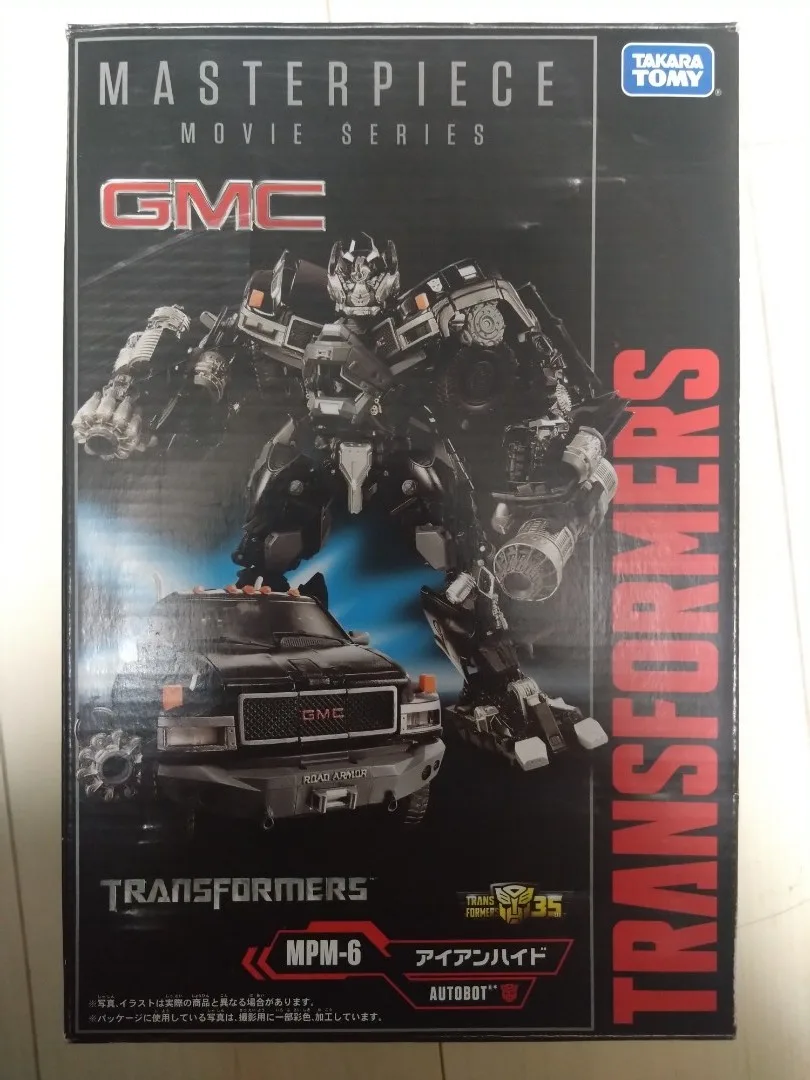 MASTERPIECE
MOVIE SERIES
TAKARA
TOMY
GMC
TRANSFORMERS
GMC
ROAD ARMOR
TRANSFORMERS
TRANS
FORMERS
35th
MPM-6
アイアンハイド
AUTOBOT
※写真、イラストは実際の商品と異なる場合があります。
※パッケージに使用している写真は、撮影用に一部彩色、加工しています。